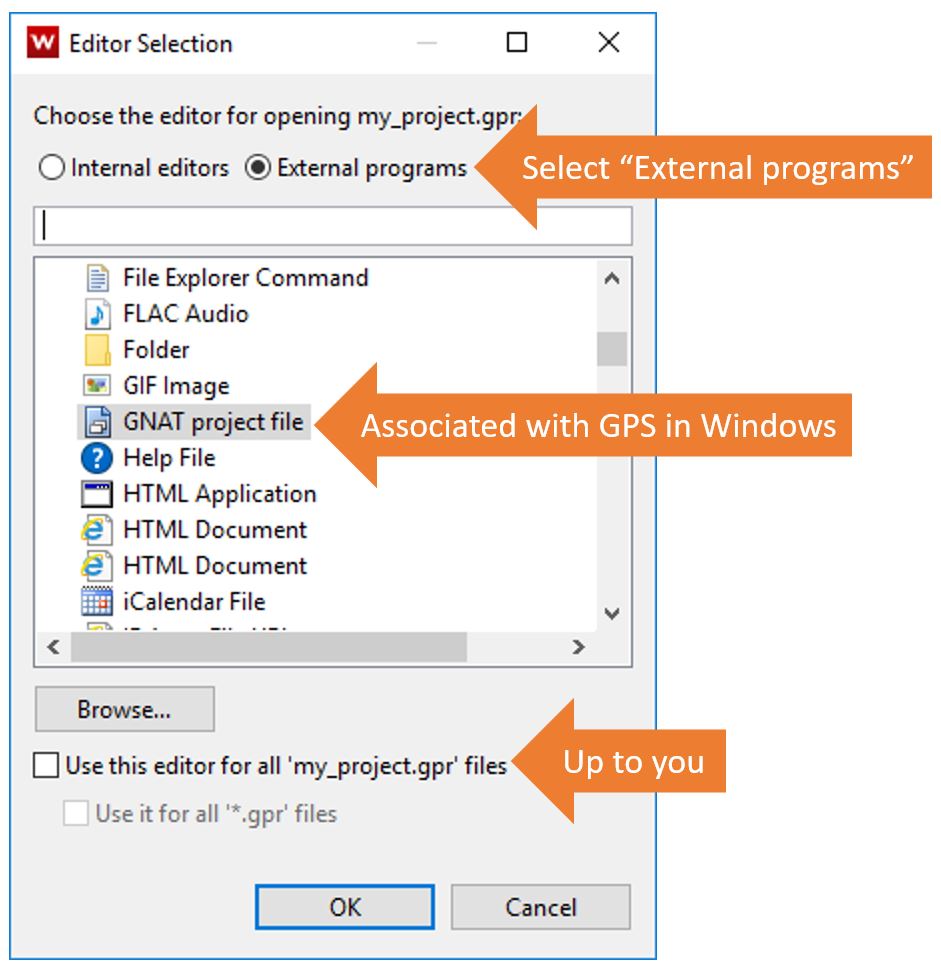 Editor Selection
Choose the editor for opening my_project.gpr:
Internal editors External programs
Select “External programs”
File Explorer Command
FLAC Audio
Folder
GIF Image
GNAT project file
Associated with GPS in Windows
Help File
HTML Application
HTML Document
HTML Document
iCalendar File
Browse...
Use this editor for all 'my_project.gpr' files
Up to you
Use it for all '*.gpr' files
OK Cancel